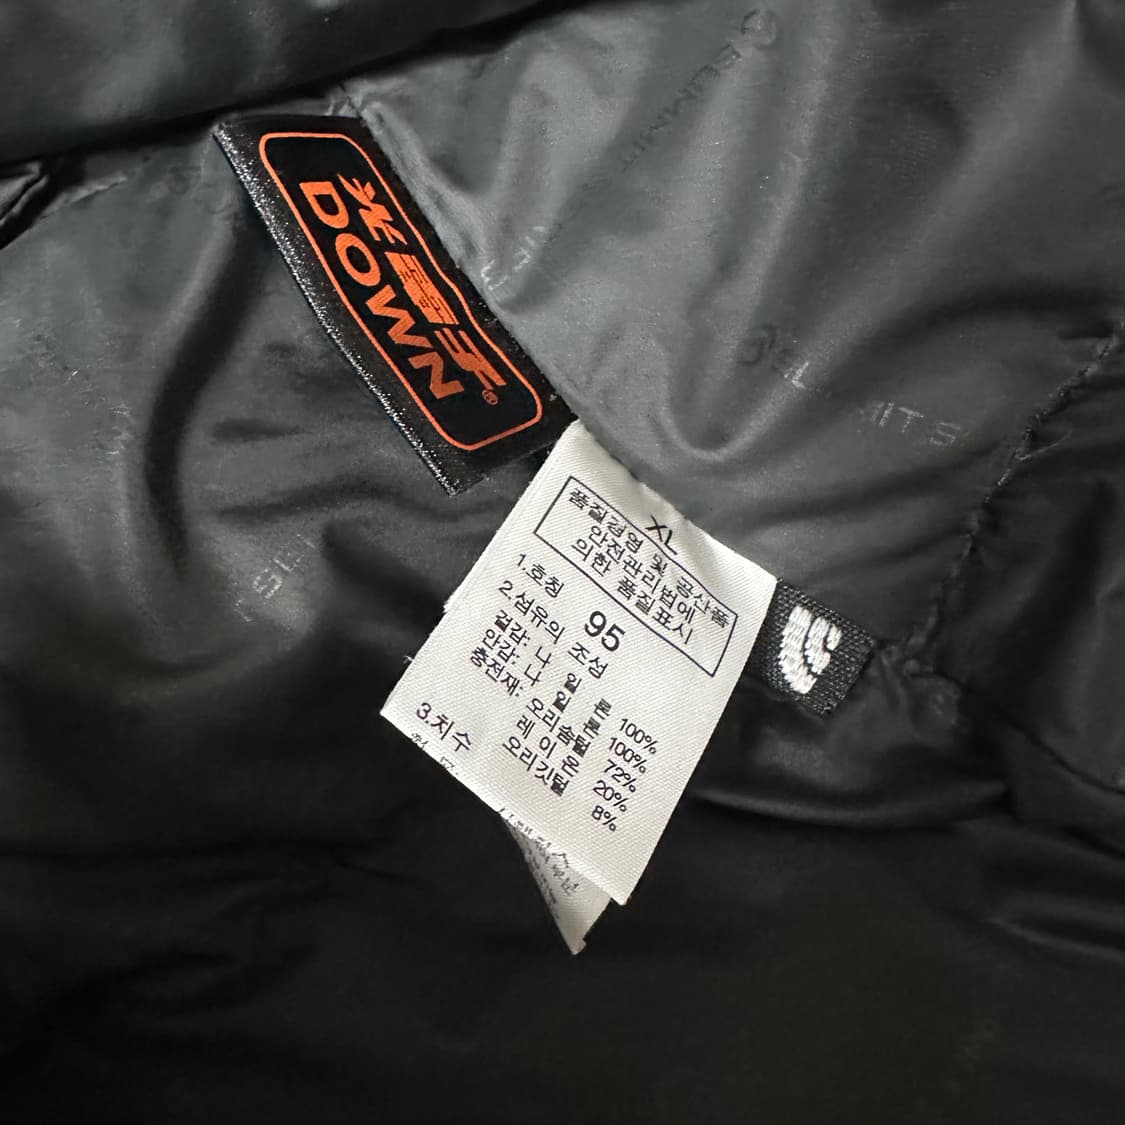 光電子®
DOWN
XL
품질경영 및 공산품
안전관리법에
의한 품질표시
1.호칭 95
2.섬유의 조성
겉감: 나 일 론 100%
안감: 나 일 론 100%
충전재: 오리솜털 72%
레 이 온 20%
오리깃털 8%
3.치수